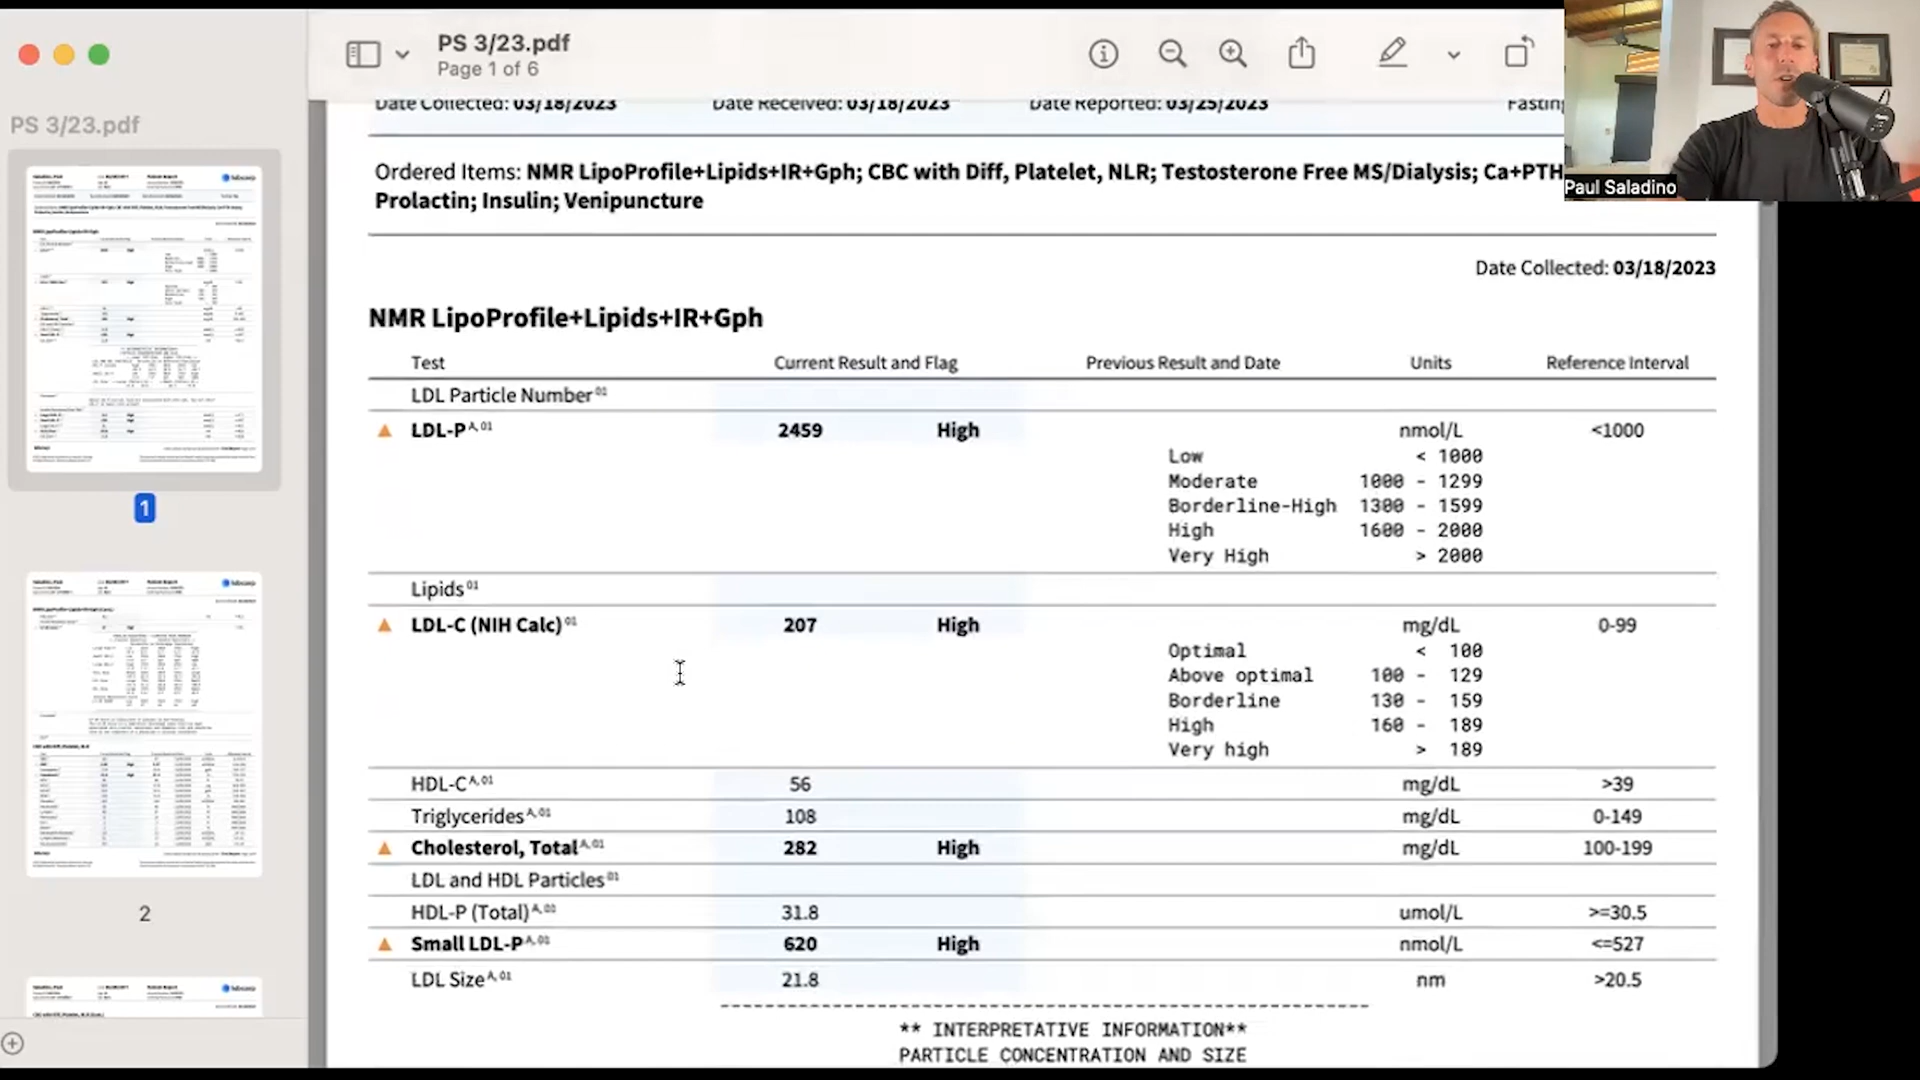 PS 3/23.pdf
Page 1 of 6
PS 3/23.pdf
1
2
Paul Saladino
Date Collected: 03/18/2023 Date Received: 03/18/2023 Date Reported: 03/25/2023 Fasting
Ordered Items: NMR LipoProfile+Lipids+IR+Gph; CBC with Diff, Platelet, NLR; Testosterone Free MS/Dialysis; Ca+PTH
Prolactin; Insulin; Venipuncture
Date Collected: 03/18/2023
NMR LipoProfile+Lipids+IR+Gph
Test Current Result and Flag Previous Result and Date Units Reference Interval
LDL Particle Number 01
LDL-P A, 01 2459 High nmol/L <1000
Low < 1000
Moderate 1000 - 1299
Borderline-High 1300 - 1599
High 1600 - 2000
Very High > 2000
Lipids 01
LDL-C (NIH Calc) 01 207 High mg/dL 0-99
Optimal < 100
Above optimal 100 - 129
Borderline 130 - 159
High 160 - 189
Very high > 189
HDL-C A, 01 56 mg/dL >39
Triglycerides A, 01 108 mg/dL 0-149
Cholesterol, Total A, 01 282 High mg/dL 100-199
LDL and HDL Particles 01
HDL-P (Total) A, 01 31.8 umol/L >=30.5
Small LDL-P A, 01 620 High nmol/L <=527
LDL Size A, 01 21.8 nm >20.5
** INTERPRETATIVE INFORMATION**
PARTICLE CONCENTRATION AND SIZE